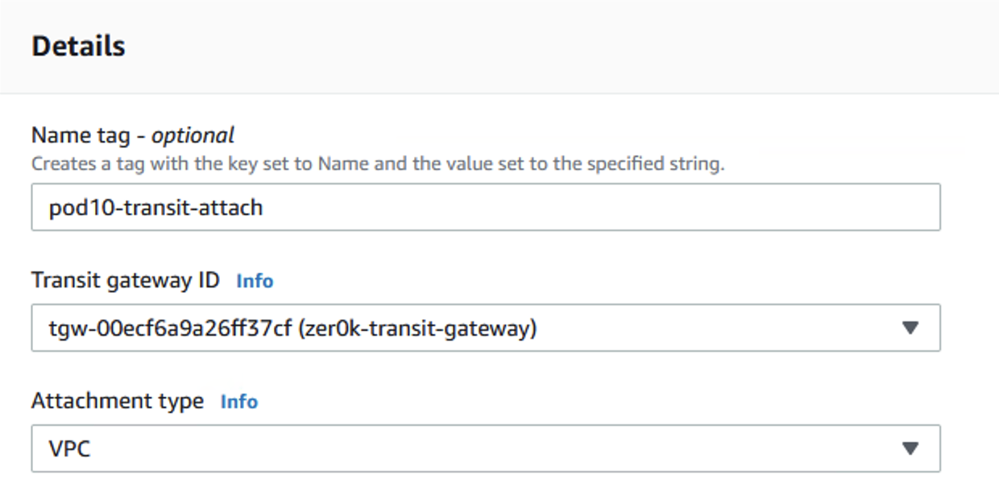 Details
Name tag - optional
Creates a tag with the key set to Name and the value set to the specified string.
pod10-transit-attach
Transit gateway ID Info
tgw-00ecf6a9a26ff37cf (zer0k-transit-gateway)
Attachment type Info
VPC